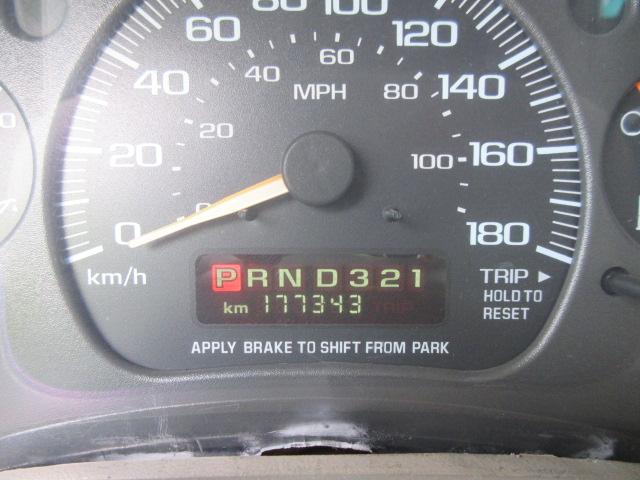 80 100
60 120
60
40 40 80 140
MPH
20 20 100 160
0 0 180
km/h PRND321 TRIP
km 177343 TRIP HOLD TO
RESET
APPLY BRAKE TO SHIFT FROM PARK